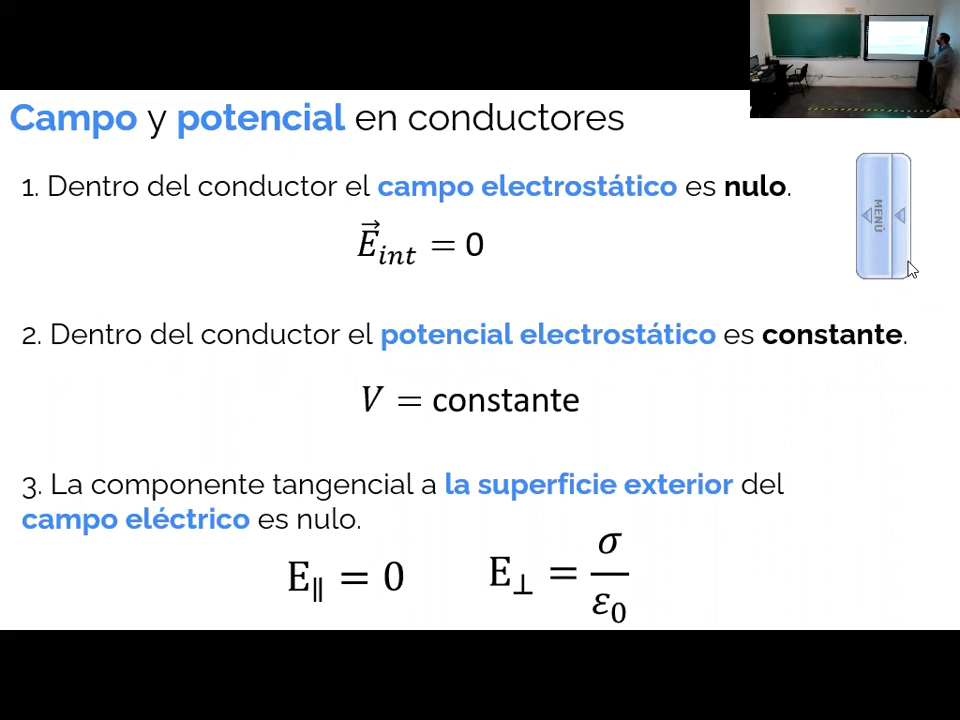 Campo y potencial en conductores
1. Dentro del conductor el campo electrostático es nulo.
E⃗_int = 0
MENÚ
2. Dentro del conductor el potencial electrostático es constante.
V = constante
3. La componente tangencial a la superficie exterior del
campo eléctrico es nulo.
E_∥ = 0 E_⊥ = σ/ε_0